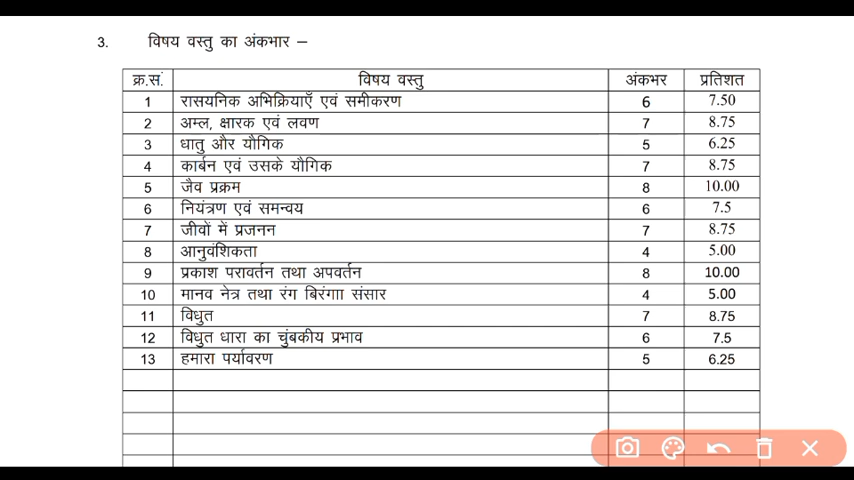 3. विषय वस्तु का अंकभार –
क्र.सं. विषय वस्तु अंकभर प्रतिशत
1 रासयनिक अभिक्रियाएँ एवं समीकरण 6 7.50
2 अम्ल, क्षारक एवं लवण 7 8.75
3 धातु और यौगिक 5 6.25
4 कार्बन एवं उसके यौगिक 7 8.75
5 जैव प्रक्रम 8 10.00
6 नियंत्रण एवं समन्वय 6 7.5
7 जीवों में प्रजनन 7 8.75
8 आनुवंशिकता 4 5.00
9 प्रकाश परावर्तन तथा अपवर्तन 8 10.00
10 मानव नेत्र तथा रंग बिरंगाा संसार 4 5.00
11 विधुत 7 8.75
12 विधुत धारा का चुंबकीय प्रभाव 6 7.5
13 हमारा पर्यावरण 5 6.25